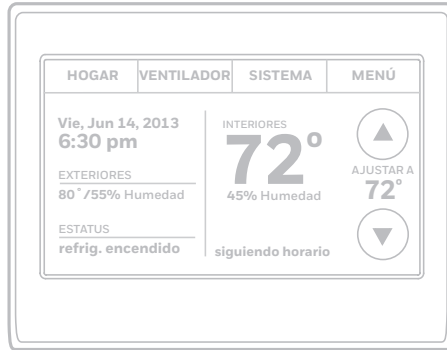 HOGAR VENTILADOR SISTEMA MENÚ
Vie, Jun 14, 2013
6:30 pm
EXTERIORES
80˚/55% Humedad
ESTATUS
refrig. encendido
INTERIORES
72°
45% Humedad
siguiendo horario
AJUSTAR A
72°